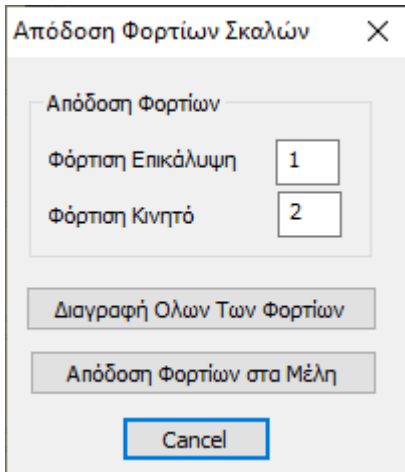 Απόδοση Φορτίων Σκαλών
Απόδοση Φορτίων
Φόρτιση Επικάλυψη 1
Φόρτιση Κινητό 2
Διαγραφή Ολων Των Φορτίων
Απόδοση Φορτίων στα Μέλη
Cancel